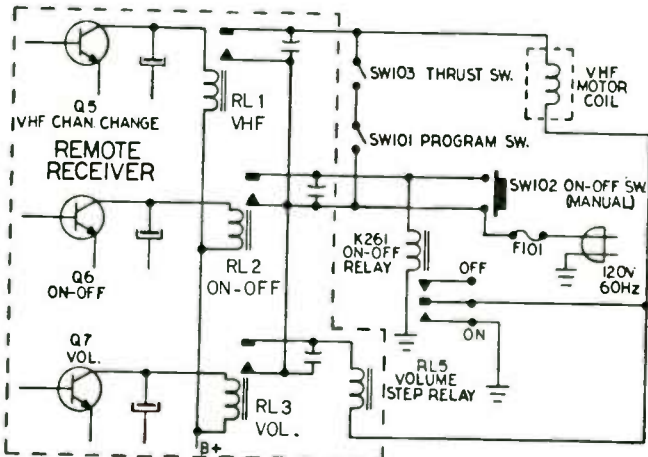 Q5
VHF CHAN. CHANGE
REMOTE
RECEIVER
RL1
VHF
SW103 THRUST SW.
SW101 PROGRAM SW.
VHF
MOTOR
COIL
SW102 ON-OFF SW.
(MANUAL)
Q6
ON-OFF
RL2
ON-OFF
K261
ON-OFF
RELAY
F101
120V
60Hz
OFF
ON
Q7
VOL.
RL3
VOL.
RL5
VOLUME
STEP RELAY
B+